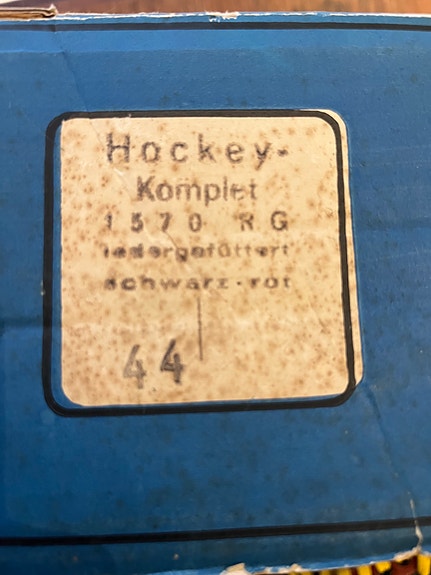 Hockey-
Komplet
1570 RG
ledergefüttert
schwarz-rot
44